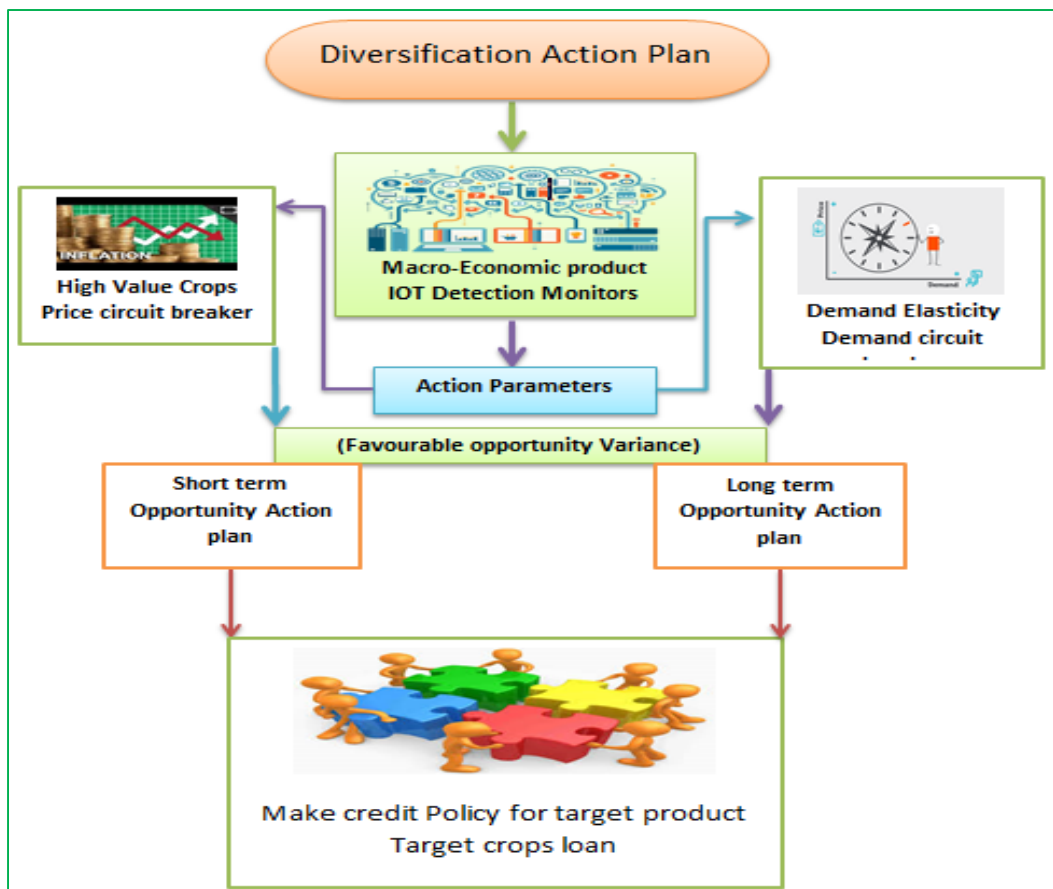 Diversification Action Plan
Macro-Economic product
IOT Detection Monitors
INFLATION
High Value Crops
Price circuit breaker
Price
Demand
Demand Elasticity
Demand circuit
Action Parameters
(Favourable opportunity Variance)
Short term
Opportunity Action
plan
Long term
Opportunity Action
plan
Make credit Policy for target product
Target crops loan